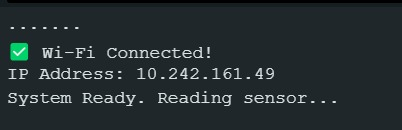 .......
✅ Wi-Fi Connected!
IP Address: 10.242.161.49
System Ready. Reading sensor...